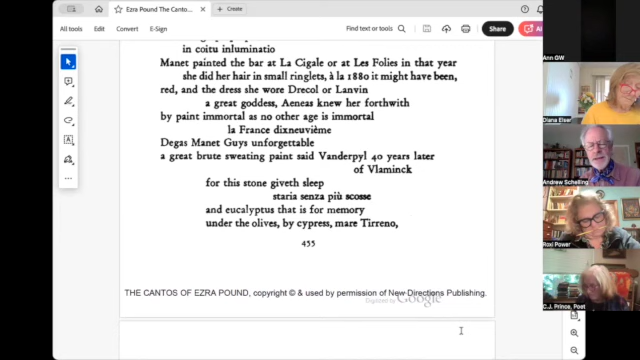 Ezra Pound The Cantos...
+ Create
All tools
Edit
Convert
E-Sign
Find text or tools
Share
AI
in coitu inluminatio
Manet painted the bar at La Cigale or at Les Folies in that year
she did her hair in small ringlets, à la 1880 it might have been,
red, and the dress she wore Drecol or Lanvin
a great goddess, Aeneas knew her forthwith
by paint immortal as no other age is immortal
la France dixneuvième
Degas Manet Guys unforgettable
a great brute sweating paint said Vanderpyl 40 years later
of Vlaminck
for this stone giveth sleep
staria senza più scosse
and eucalyptus that is for memory
under the olives, by cypress, mare Tirreno,
455
THE CANTOS OF EZRA POUND, copyright © & used by permission of New Directions Publishing.
Digitized by Google
Ann GW
Diana Elser
Andrew Schelling
Roxi Power
C.J. Prince, Poet